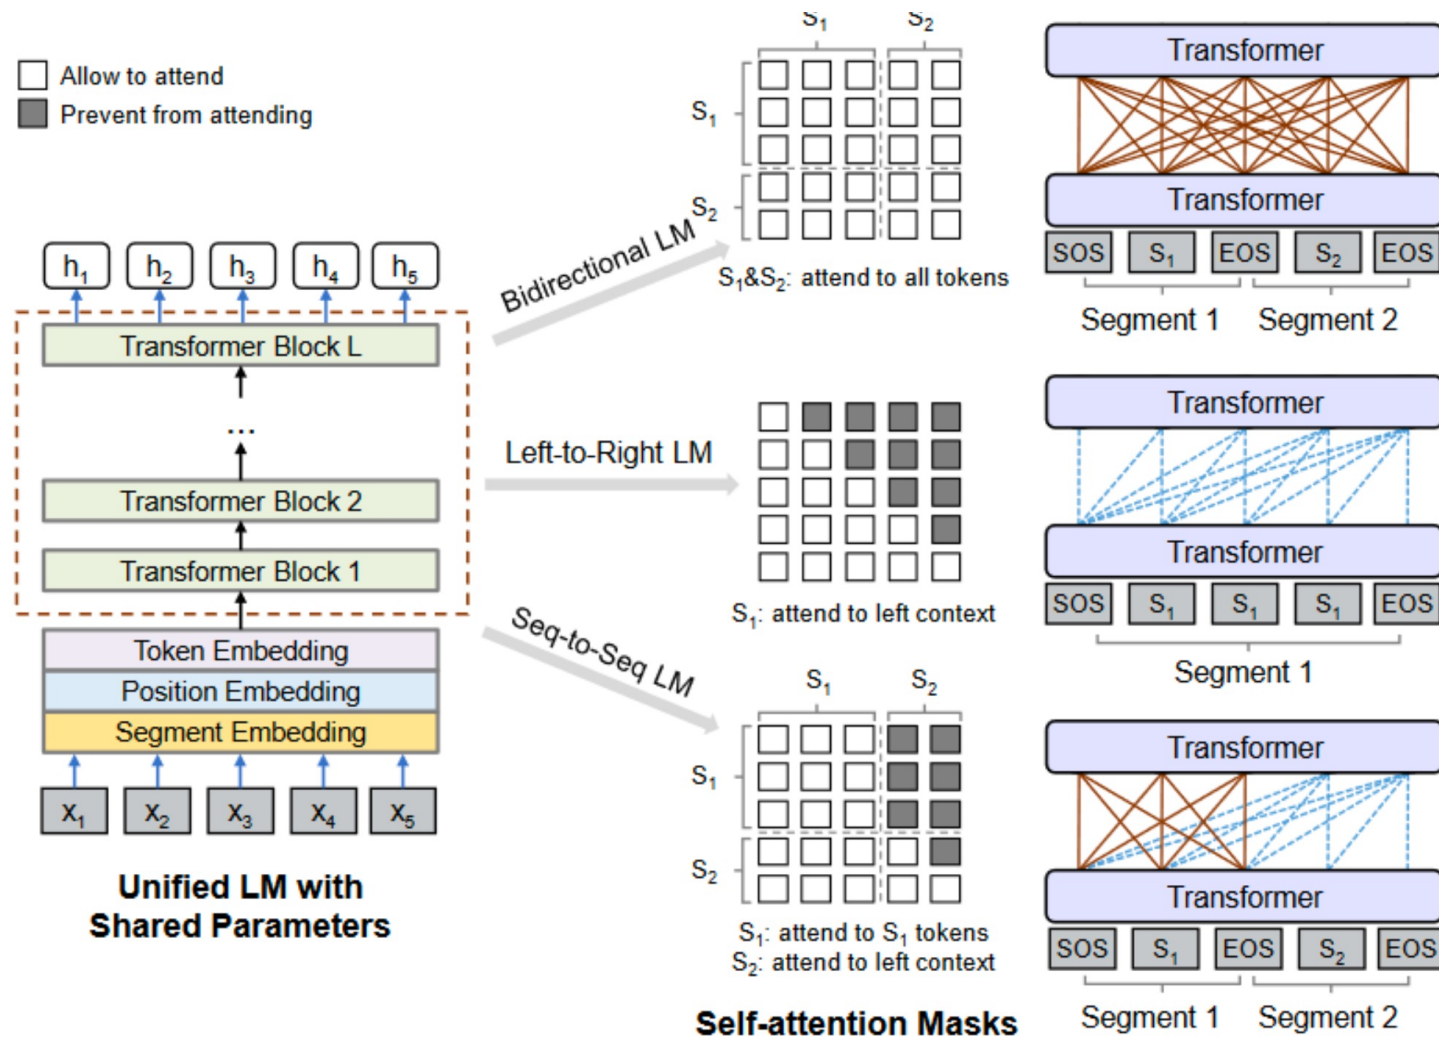 Allow to attend
Prevent from attending
h1 h2 h3 h4 h5
Transformer Block L
...
Transformer Block 2
Transformer Block 1
Token Embedding
Position Embedding
Segment Embedding
x1 x2 x3 x4 x5
Unified LM with
Shared Parameters
Bidirectional LM
Left-to-Right LM
Seq-to-Seq LM
S1 S2
S1
S2
S1&S2: attend to all tokens
S1: attend to left context
S1 S2
S1
S2
S1: attend to S1 tokens
S2: attend to left context
Self-attention Masks
Transformer
Transformer
SOS S1 EOS S2 EOS
Segment 1 Segment 2
Transformer
Transformer
SOS S1 S1 S1 EOS
Segment 1
Transformer
Transformer
SOS S1 EOS S2 EOS
Segment 1 Segment 2